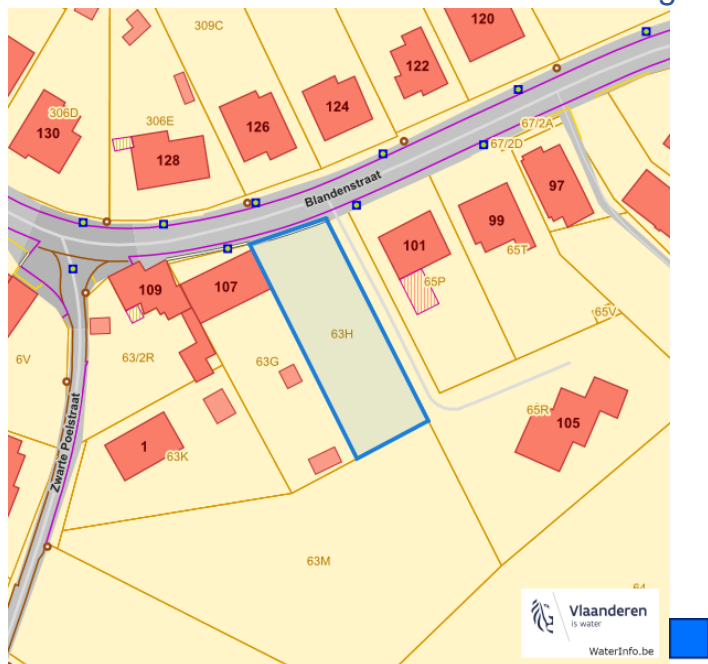 309C
120
122
306D
306E
124
126
130
128
67/2A
67/2D
Blandenstraat
97
99
101
65T
65P
109
107
65V
6V
63/2R
63G
63H
65R
105
Zwarte Poelstraat
1
63K
63M
Vlaanderen
is water
WaterInfo.be